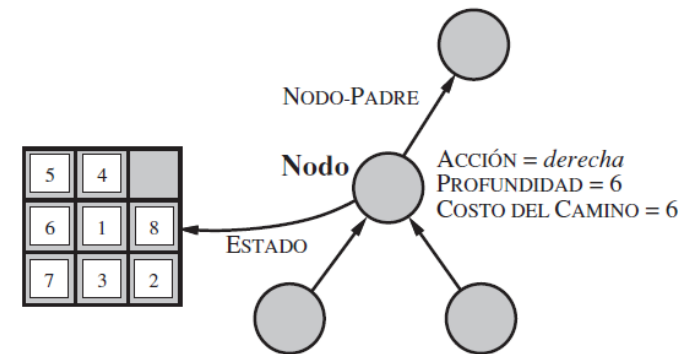 NODO-PADRE
Nodo
ACCIÓN = derecha
PROFUNDIDAD = 6
COSTO DEL CAMINO = 6
5 4
6 1 8
ESTADO
7 3 2